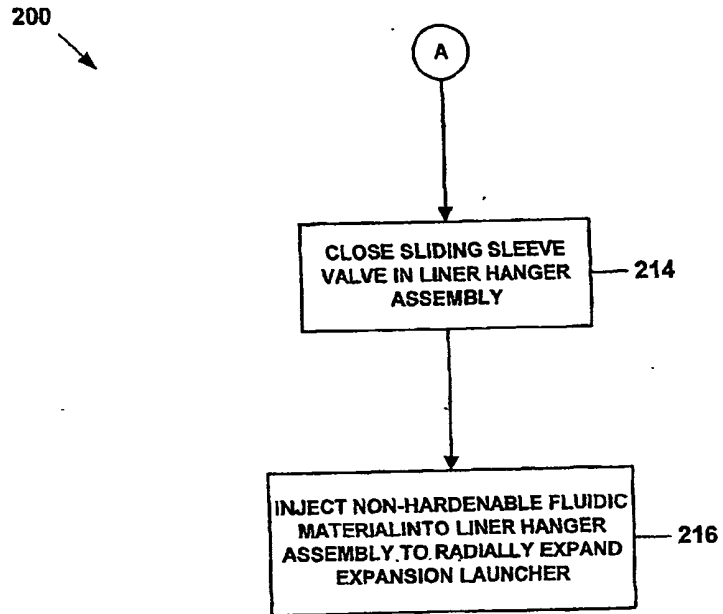 200
A
CLOSE SLIDING SLEEVE
VALVE IN LINER HANGER
ASSEMBLY
214
INJECT NON-HARDENABLE FLUIDIC
MATERIALINTO LINER HANGER
ASSEMBLY TO RADIALLY EXPAND
EXPANSION LAUNCHER
216